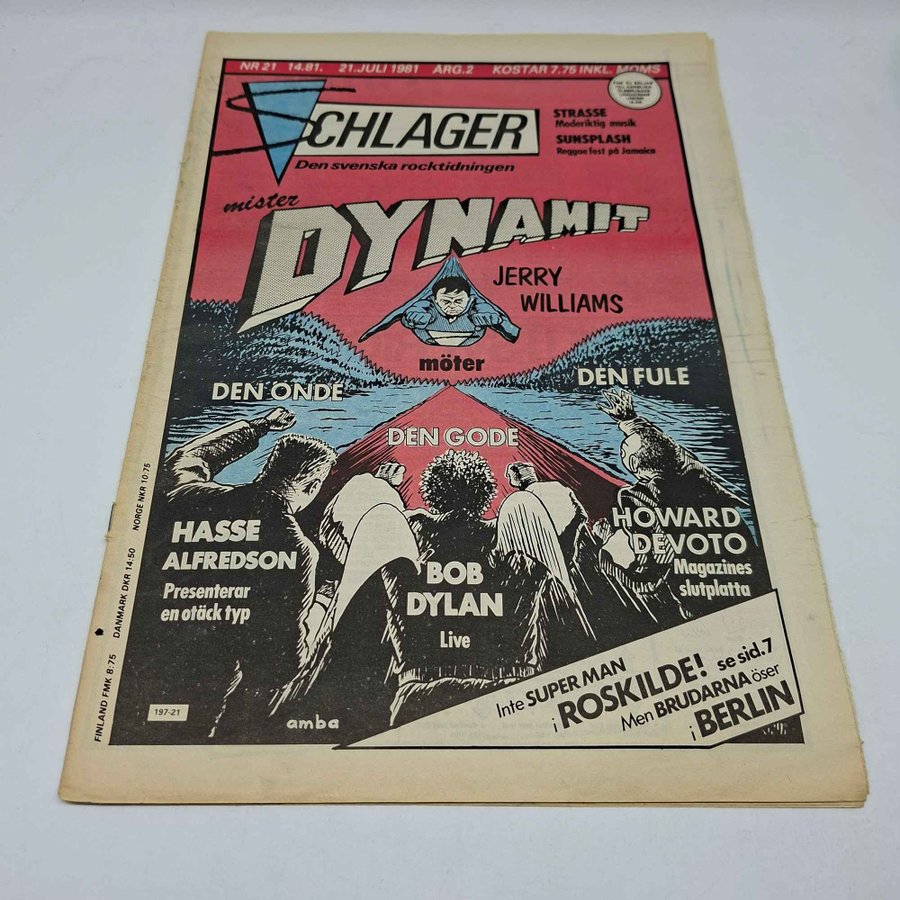 NR 21 14.81. 21. JULI 1981 ÅRG.2 KOSTAR 7.75 INKL. MOMS
SCHLAGER
Den svenska rocktidningen
STRASSE
Moderiktig musik
SUNSPLASH
Reggaefest på Jamaica
mister
DYNAMIT
JERRY
WILLIAMS
möter
DEN ONDE
DEN FULE
DEN GODE
HASSE
ALFREDSON
Presenterar
en otäck typ
BOB
DYLAN
Live
HOWARD
DEVOTO
Magazines
slutplatta
Inte SUPER MAN
i ROSKILDE! se sid. 7
Men BRUDARNA öser
i BERLIN
197-21
amba
FINLAND FMK 8:75 DANMARK DKR 14:50 NORGE NKR 10:75